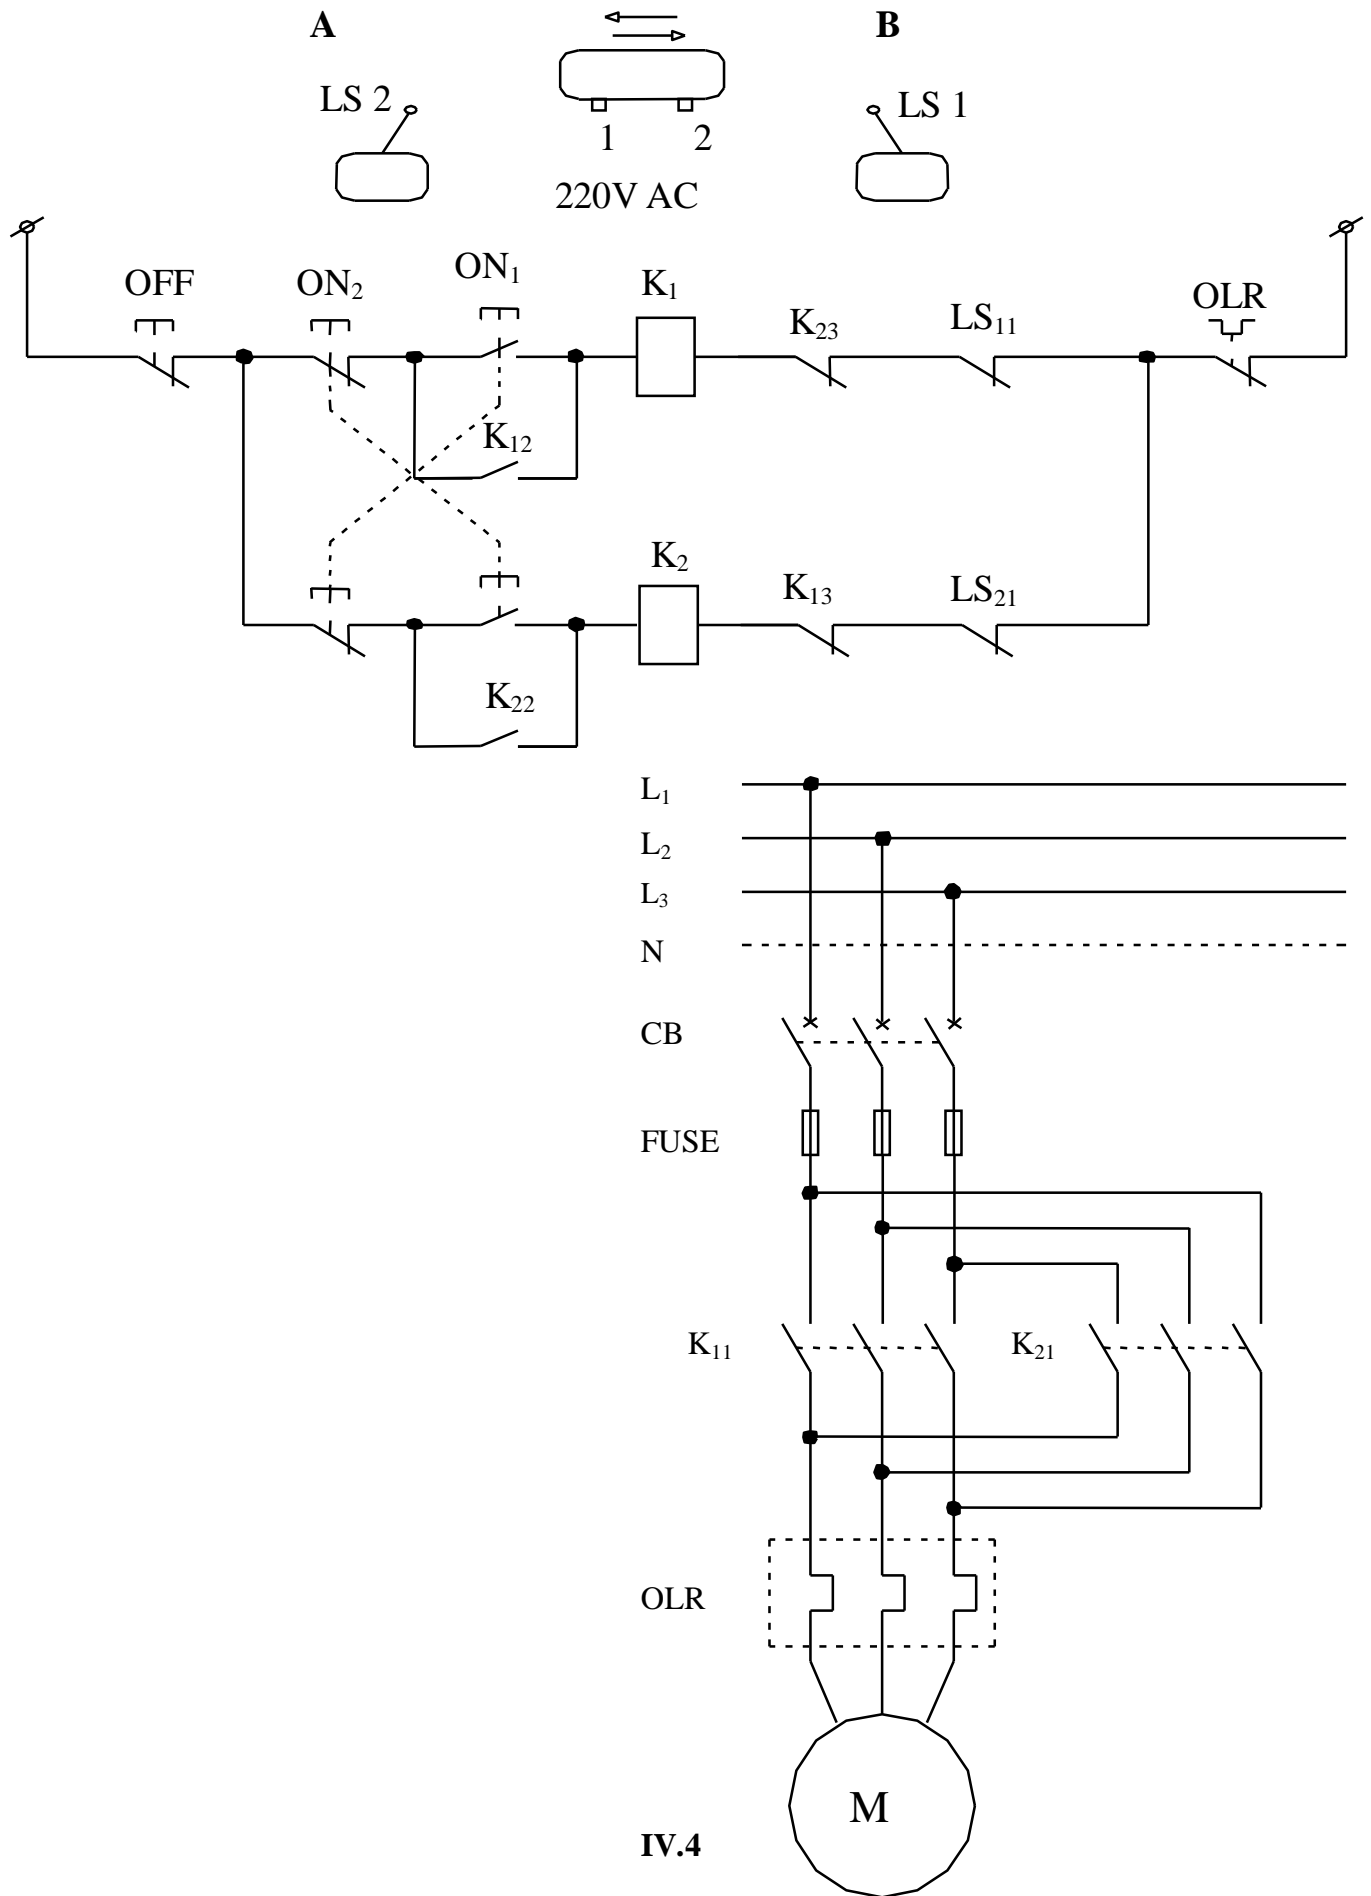 A B
LS 2 LS 1
1 2
220V AC
OFF ON₂ ON₁ K₁ K₂₃ LS₁₁ OLR
K₁₂
K₂ K₁₃ LS₂₁
K₂₂
L₁
L₂
L₃
N
CB
FUSE
K₁₁ K₂₁
OLR
M
IV.4